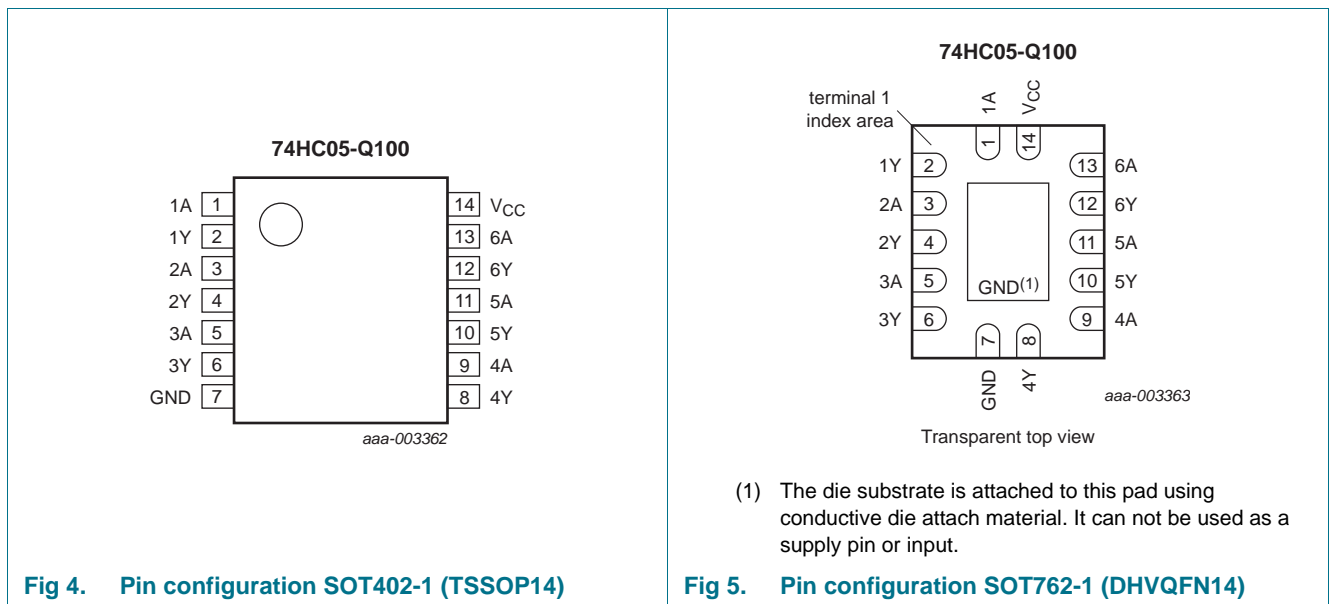 74HC05-Q100
1A 1 14 VCC
1Y 2 13 6A
2A 3 12 6Y
2Y 4 11 5A
3A 5 10 5Y
3Y 6 9 4A
GND 7 8 4Y
aaa-003362
Fig 4. Pin configuration SOT402-1 (TSSOP14)
74HC05-Q100
terminal 1
index area
1A VCC
1 14
1Y 2 13 6A
2A 3 12 6Y
2Y 4 11 5A
3A 5 10 5Y
GND(1)
3Y 6 9 4A
7 8
GND 4Y
aaa-003363
Transparent top view
(1) The die substrate is attached to this pad using
conductive die attach material. It can not be used as a
supply pin or input.
Fig 5. Pin configuration SOT762-1 (DHVQFN14)